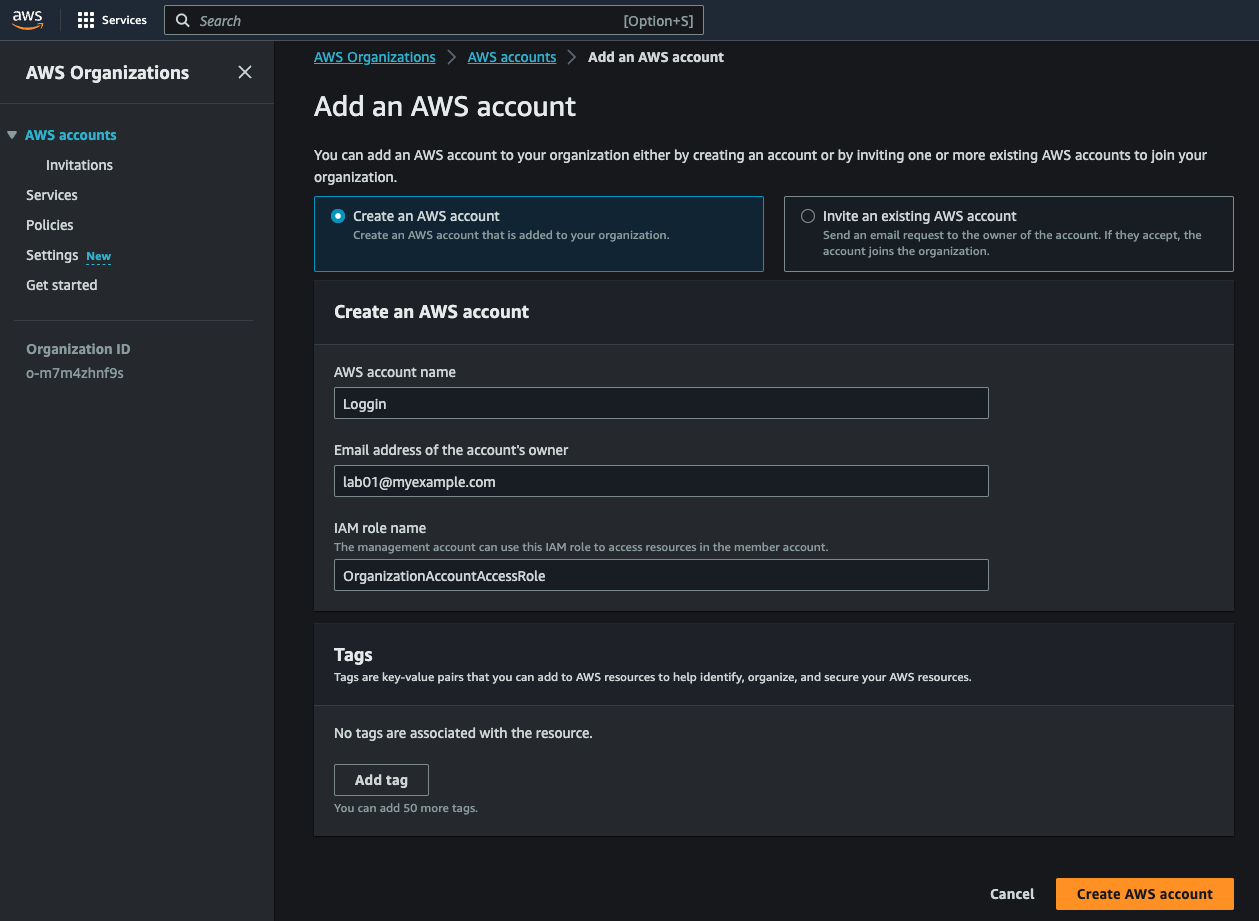 aws
Services
Search
[Option+S]
AWS Organizations
AWS accounts
Invitations
Services
Policies
Settings New
Get started
Organization ID
o-m7m4zhnf9s
AWS Organizations
AWS accounts
Add an AWS account
Add an AWS account
You can add an AWS account to your organization either by creating an account or by inviting one or more existing AWS accounts to join your
organization.
Create an AWS account
Create an AWS account that is added to your organization.
Invite an existing AWS account
Send an email request to the owner of the account. If they accept, the
account joins the organization.
Create an AWS account
AWS account name
Loggin
Email address of the account's owner
lab01@myexample.com
IAM role name
The management account can use this IAM role to access resources in the member account.
OrganizationAccountAccessRole
Tags
Tags are key-value pairs that you can add to AWS resources to help identify, organize, and secure your AWS resources.
No tags are associated with the resource.
Add tag
You can add 50 more tags.
Cancel
Create AWS account